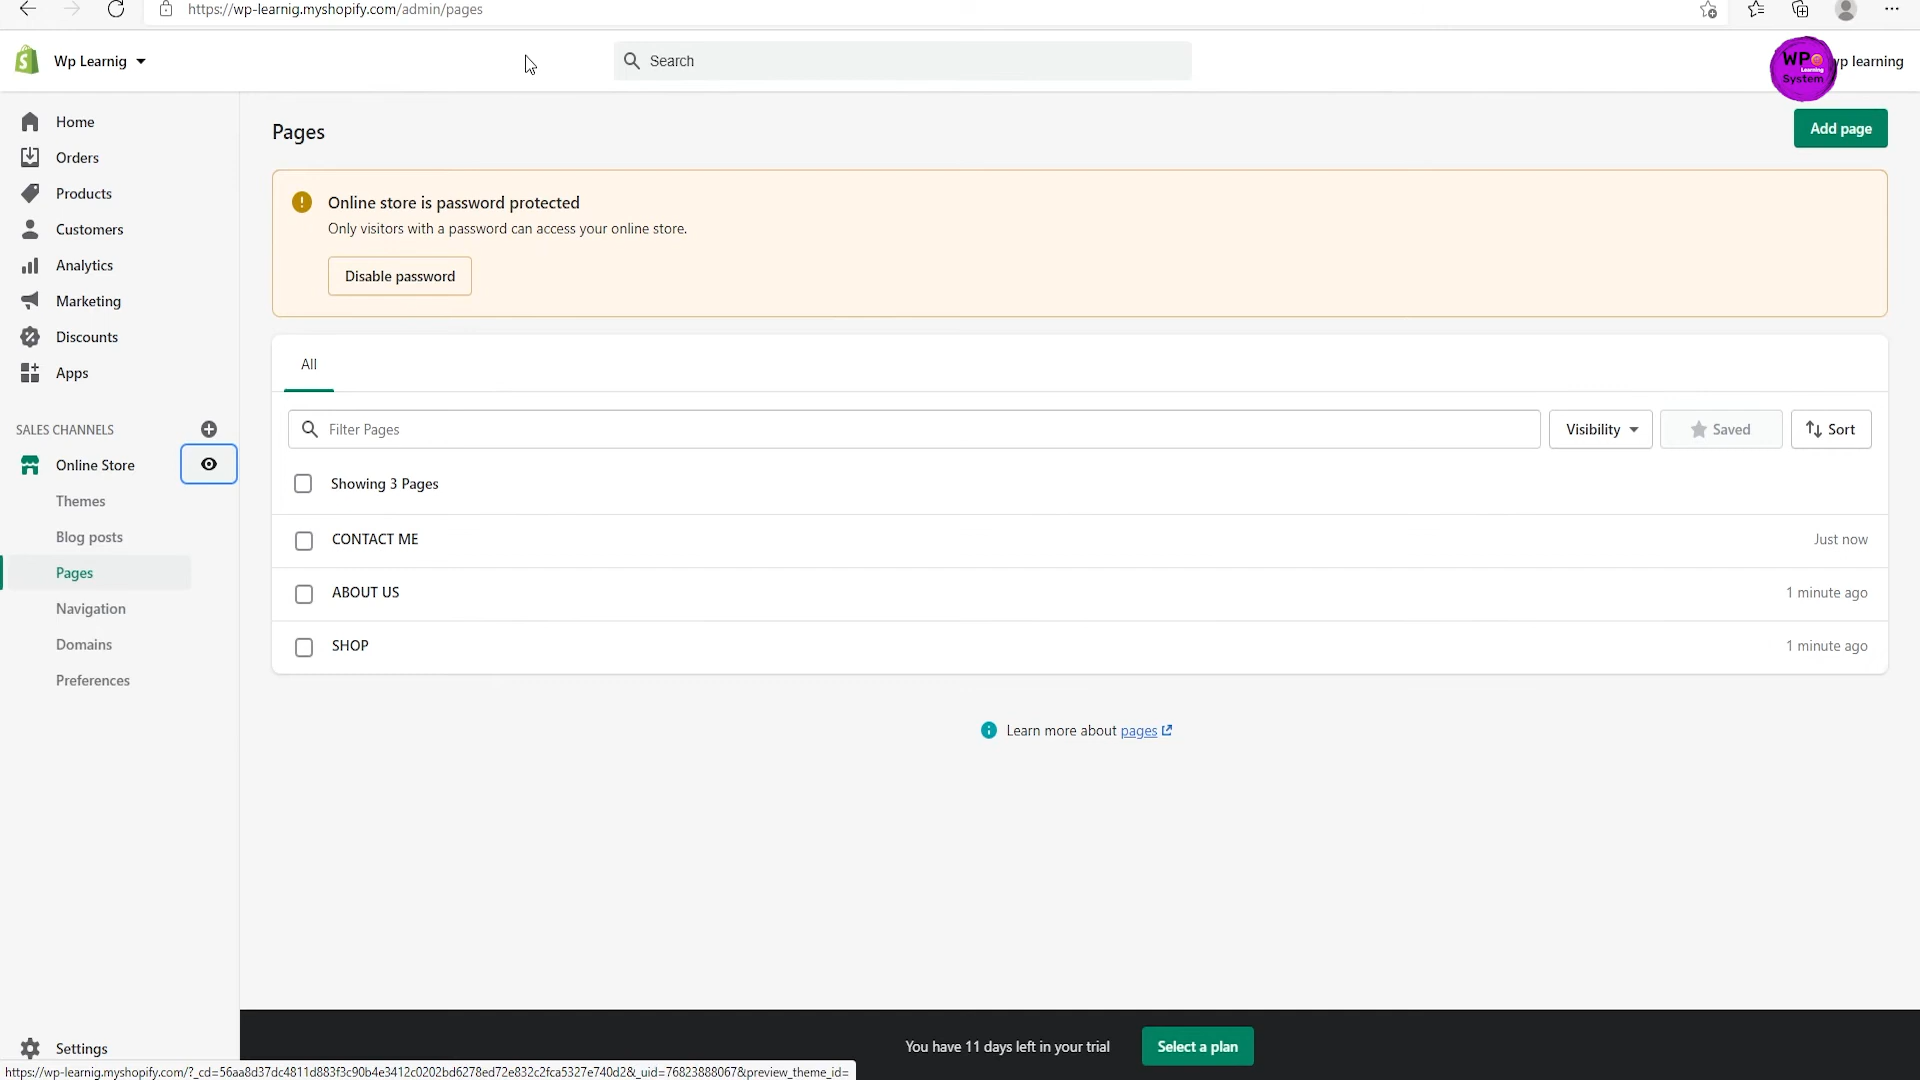 https://wp-learnig.myshopify.com/admin/pages
Wp Learnig
Search
WP
Learning
System
wp learning
Home
Orders
Products
Customers
Analytics
Marketing
Discounts
Apps
SALES CHANNELS
Online Store
Themes
Blog posts
Pages
Navigation
Domains
Preferences
Settings
Pages
Add page
Online store is password protected
Only visitors with a password can access your online store.
Disable password
All
Filter Pages
Visibility
Saved
Sort
Showing 3 Pages
CONTACT ME
Just now
ABOUT US
1 minute ago
SHOP
1 minute ago
Learn more about pages
You have 11 days left in your trial
Select a plan
https://wp-learnig.myshopify.com/?_cd=56aa8d37dc4811d883f3c90b4e3412c0202bd6278ed72e832c2fca5327e740d2&_uid=76823888067&preview_theme_id=